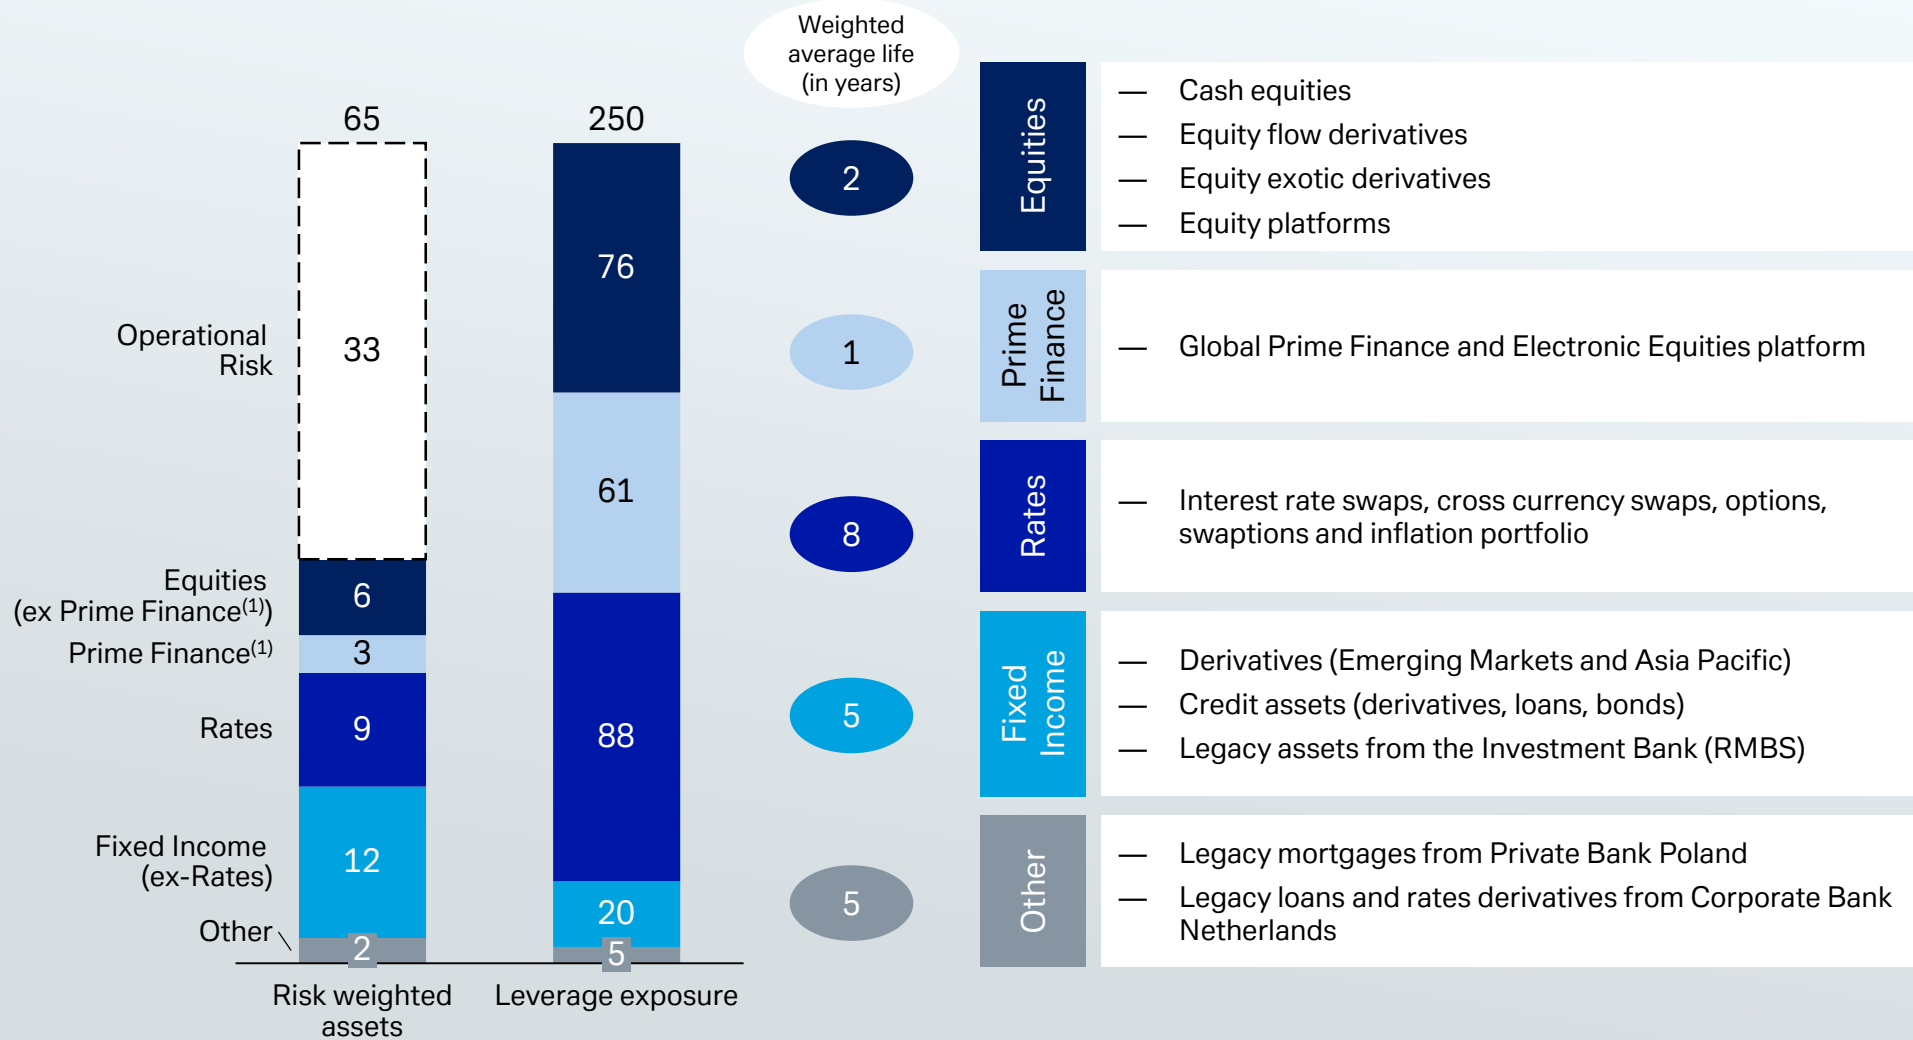 Weighted
average life
(in years)
65
250
33
76
61
88
20
5
6
3
9
12
2
Operational
Risk
Equities
(ex Prime Finance(1))
Prime Finance(1)
Rates
Fixed Income
(ex-Rates)
Other
Risk weighted
assets
Leverage exposure
2
1
8
5
5
Equities
— Cash equities
— Equity flow derivatives
— Equity exotic derivatives
— Equity platforms
Prime
Finance
— Global Prime Finance and Electronic Equities platform
Rates
— Interest rate swaps, cross currency swaps, options,
swaptions and inflation portfolio
Fixed
Income
— Derivatives (Emerging Markets and Asia Pacific)
— Credit assets (derivatives, loans, bonds)
— Legacy assets from the Investment Bank (RMBS)
Other
— Legacy mortgages from Private Bank Poland
— Legacy loans and rates derivatives from Corporate Bank
Netherlands